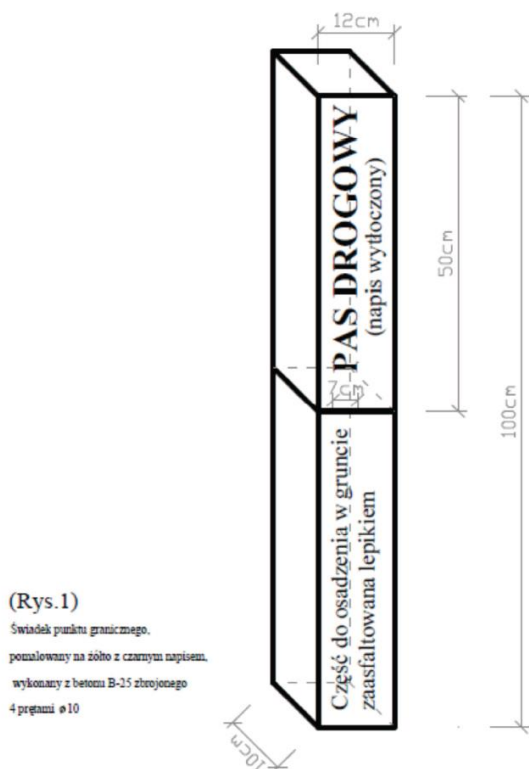 12cm
PAS DROGOWY
(napis wytłoczony)
50cm
100cm
7cm
Część do osadzenia w gruncie
zaasfaltowana lepikiem
(Rys.1)
Świadek punktu granicznego,
pomalowany na żółto z czarnym napisem,
wykonany z betonu B-25 zbrojonego
4 prętami ø10
10cm